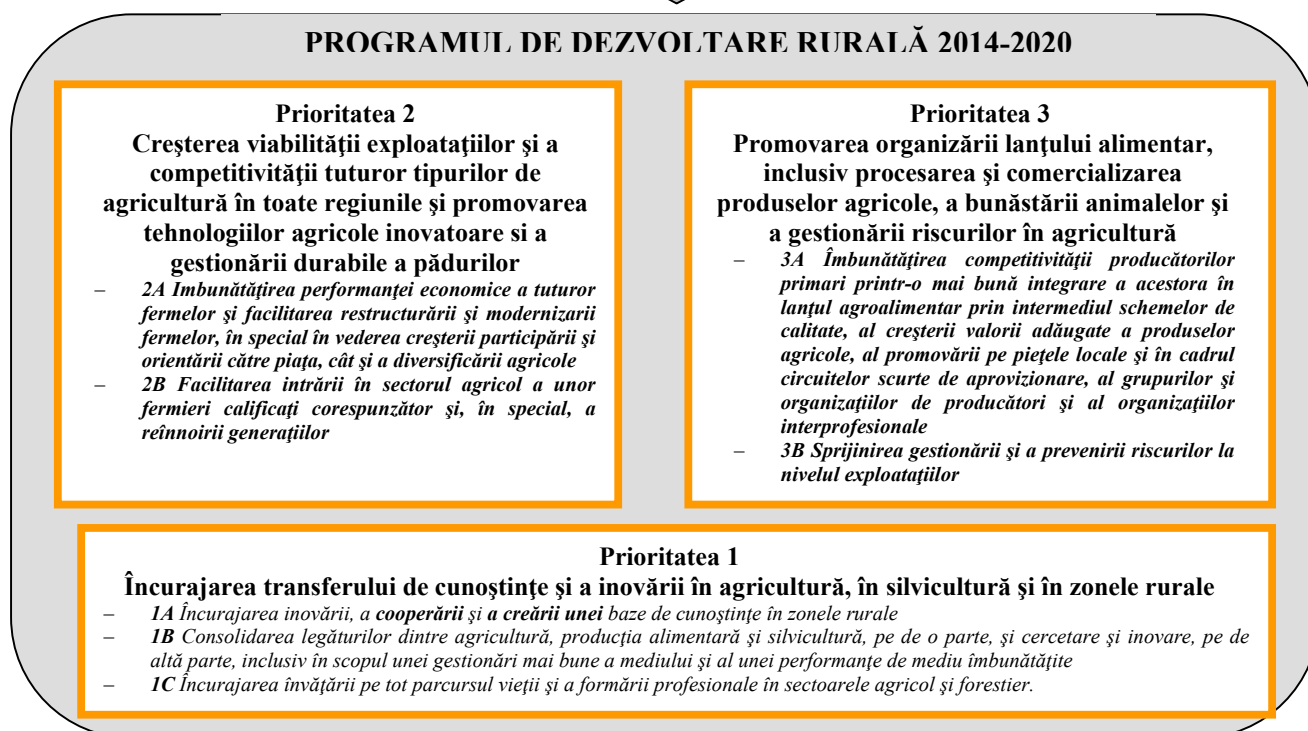 PROGRAMUL DE DEZVOLTARE RURALĂ 2014-2020
Prioritatea 2
Creşterea viabilităţii exploataţiilor şi a
competitivităţii tuturor tipurilor de
agricultură în toate regiunile şi promovarea
tehnologiilor agricole inovatoare si a
gestionării durabile a pădurilor
– 2A Imbunătăţirea performanţei economice a tuturor
fermelor şi facilitarea restructurării şi modernizarii
fermelor, în special în vederea creşterii participării şi
orientării către piaţa, cât şi a diversificării agricole
– 2B Facilitarea intrării în sectorul agricol a unor
fermieri calificaţi corespunzător şi, în special, a
reînnoirii generaţiilor
Prioritatea 3
Promovarea organizării lanţului alimentar,
inclusiv procesarea şi comercializarea
produselor agricole, a bunăstării animalelor şi
a gestionării riscurilor în agricultură
– 3A Îmbunătăţirea competitivităţii producătorilor
primari printr-o mai bună integrare a acestora în
lanţul agroalimentar prin intermediul schemelor de
calitate, al creşterii valorii adăugate a produselor
agricole, al promovării pe pieţele locale şi în cadrul
circuitelor scurte de aprovizionare, al grupurilor şi
organizaţiilor de producători şi al organizaţiilor
interprofesionale
– 3B Sprijinirea gestionării şi a prevenirii riscurilor la
nivelul exploataţiilor
Prioritatea 1
Încurajarea transferului de cunoştinţe şi a inovării în agricultură, în silvicultură şi în zonele rurale
– 1A Încurajarea inovării, a cooperării şi a creării unei baze de cunoştinţe în zonele rurale
– 1B Consolidarea legăturilor dintre agricultură, producţia alimentară şi silvicultură, pe de o parte, şi cercetare şi inovare, pe de
altă parte, inclusiv în scopul unei gestionări mai bune a mediului şi al unei performanţe de mediu îmbunătăţite
– 1C Încurajarea învăţării pe tot parcursul vieţii şi a formării profesionale în sectoarele agricol şi forestier.